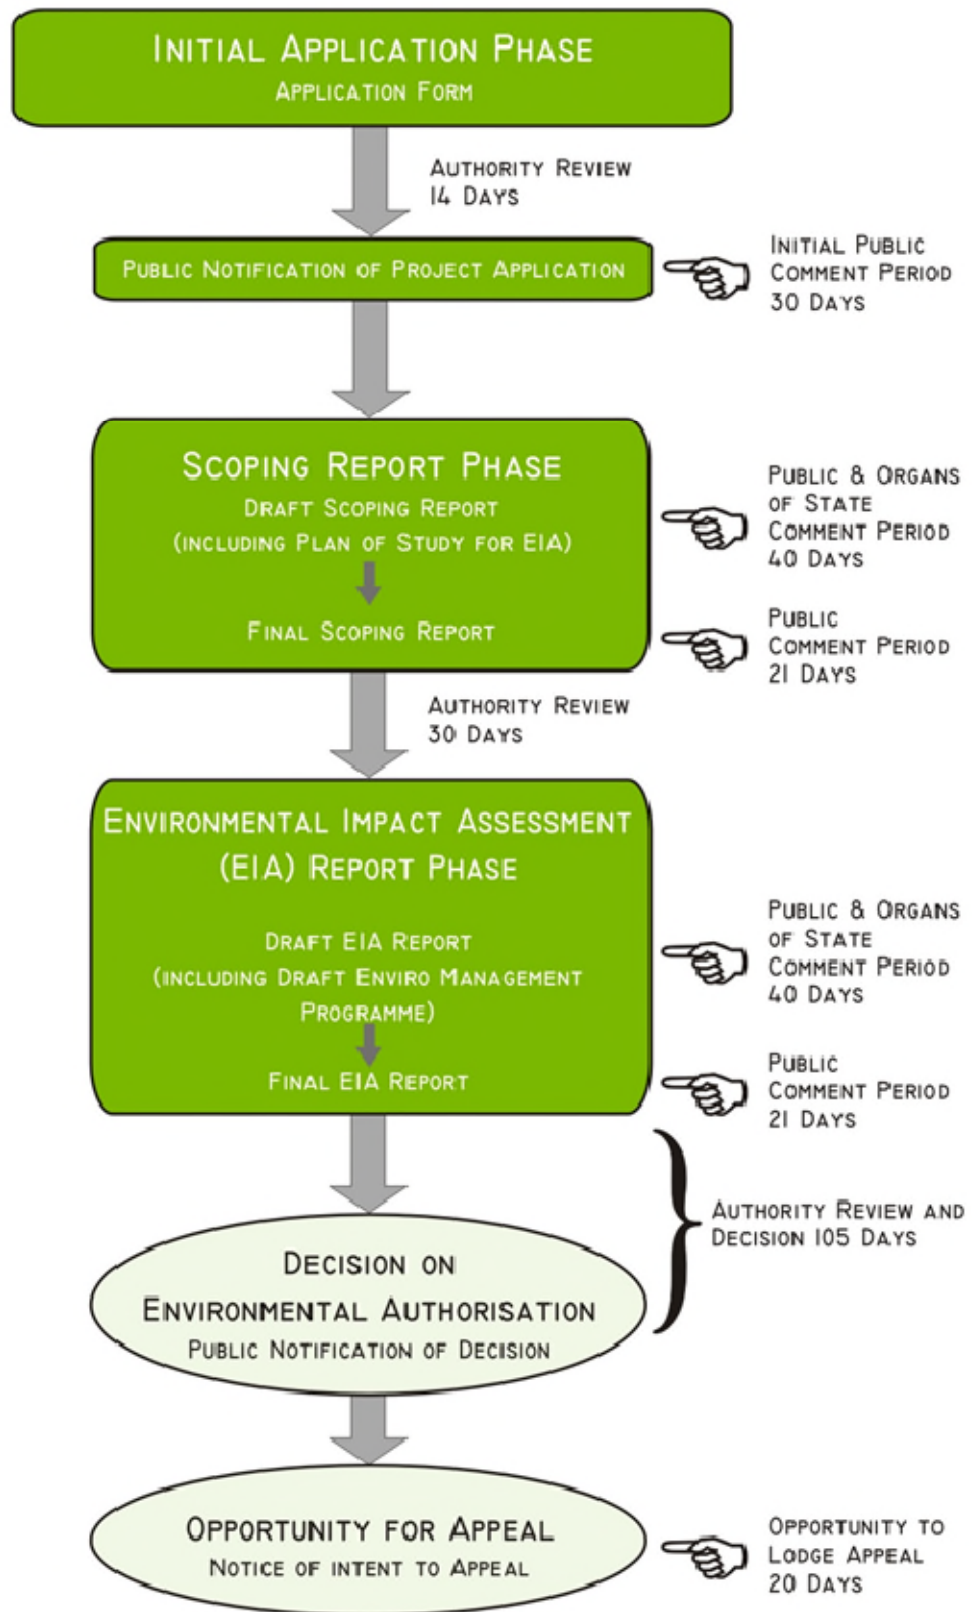 INITIAL APPLICATION PHASE
APPLICATION FORM
AUTHORITY REVIEW
14 DAYS
PUBLIC NOTIFICATION OF PROJECT APPLICATION
INITIAL PUBLIC
COMMENT PERIOD
30 DAYS
SCOPING REPORT PHASE
DRAFT SCOPING REPORT
(INCLUDING PLAN OF STUDY FOR EIA)
FINAL SCOPING REPORT
PUBLIC & ORGANS
OF STATE
COMMENT PERIOD
40 DAYS
PUBLIC
COMMENT PERIOD
21 DAYS
AUTHORITY REVIEW
30 DAYS
ENVIRONMENTAL IMPACT ASSESSMENT
(EIA) REPORT PHASE
DRAFT EIA REPORT
(INCLUDING DRAFT ENVIRO MANAGEMENT
PROGRAMME)
FINAL EIA REPORT
PUBLIC & ORGANS
OF STATE
COMMENT PERIOD
40 DAYS
PUBLIC
COMMENT PERIOD
21 DAYS
AUTHORITY REVIEW AND
DECISION 105 DAYS
DECISION ON
ENVIRONMENTAL AUTHORISATION
PUBLIC NOTIFICATION OF DECISION
OPPORTUNITY FOR APPEAL
NOTICE OF INTENT TO APPEAL
OPPORTUNITY TO
LODGE APPEAL
20 DAYS